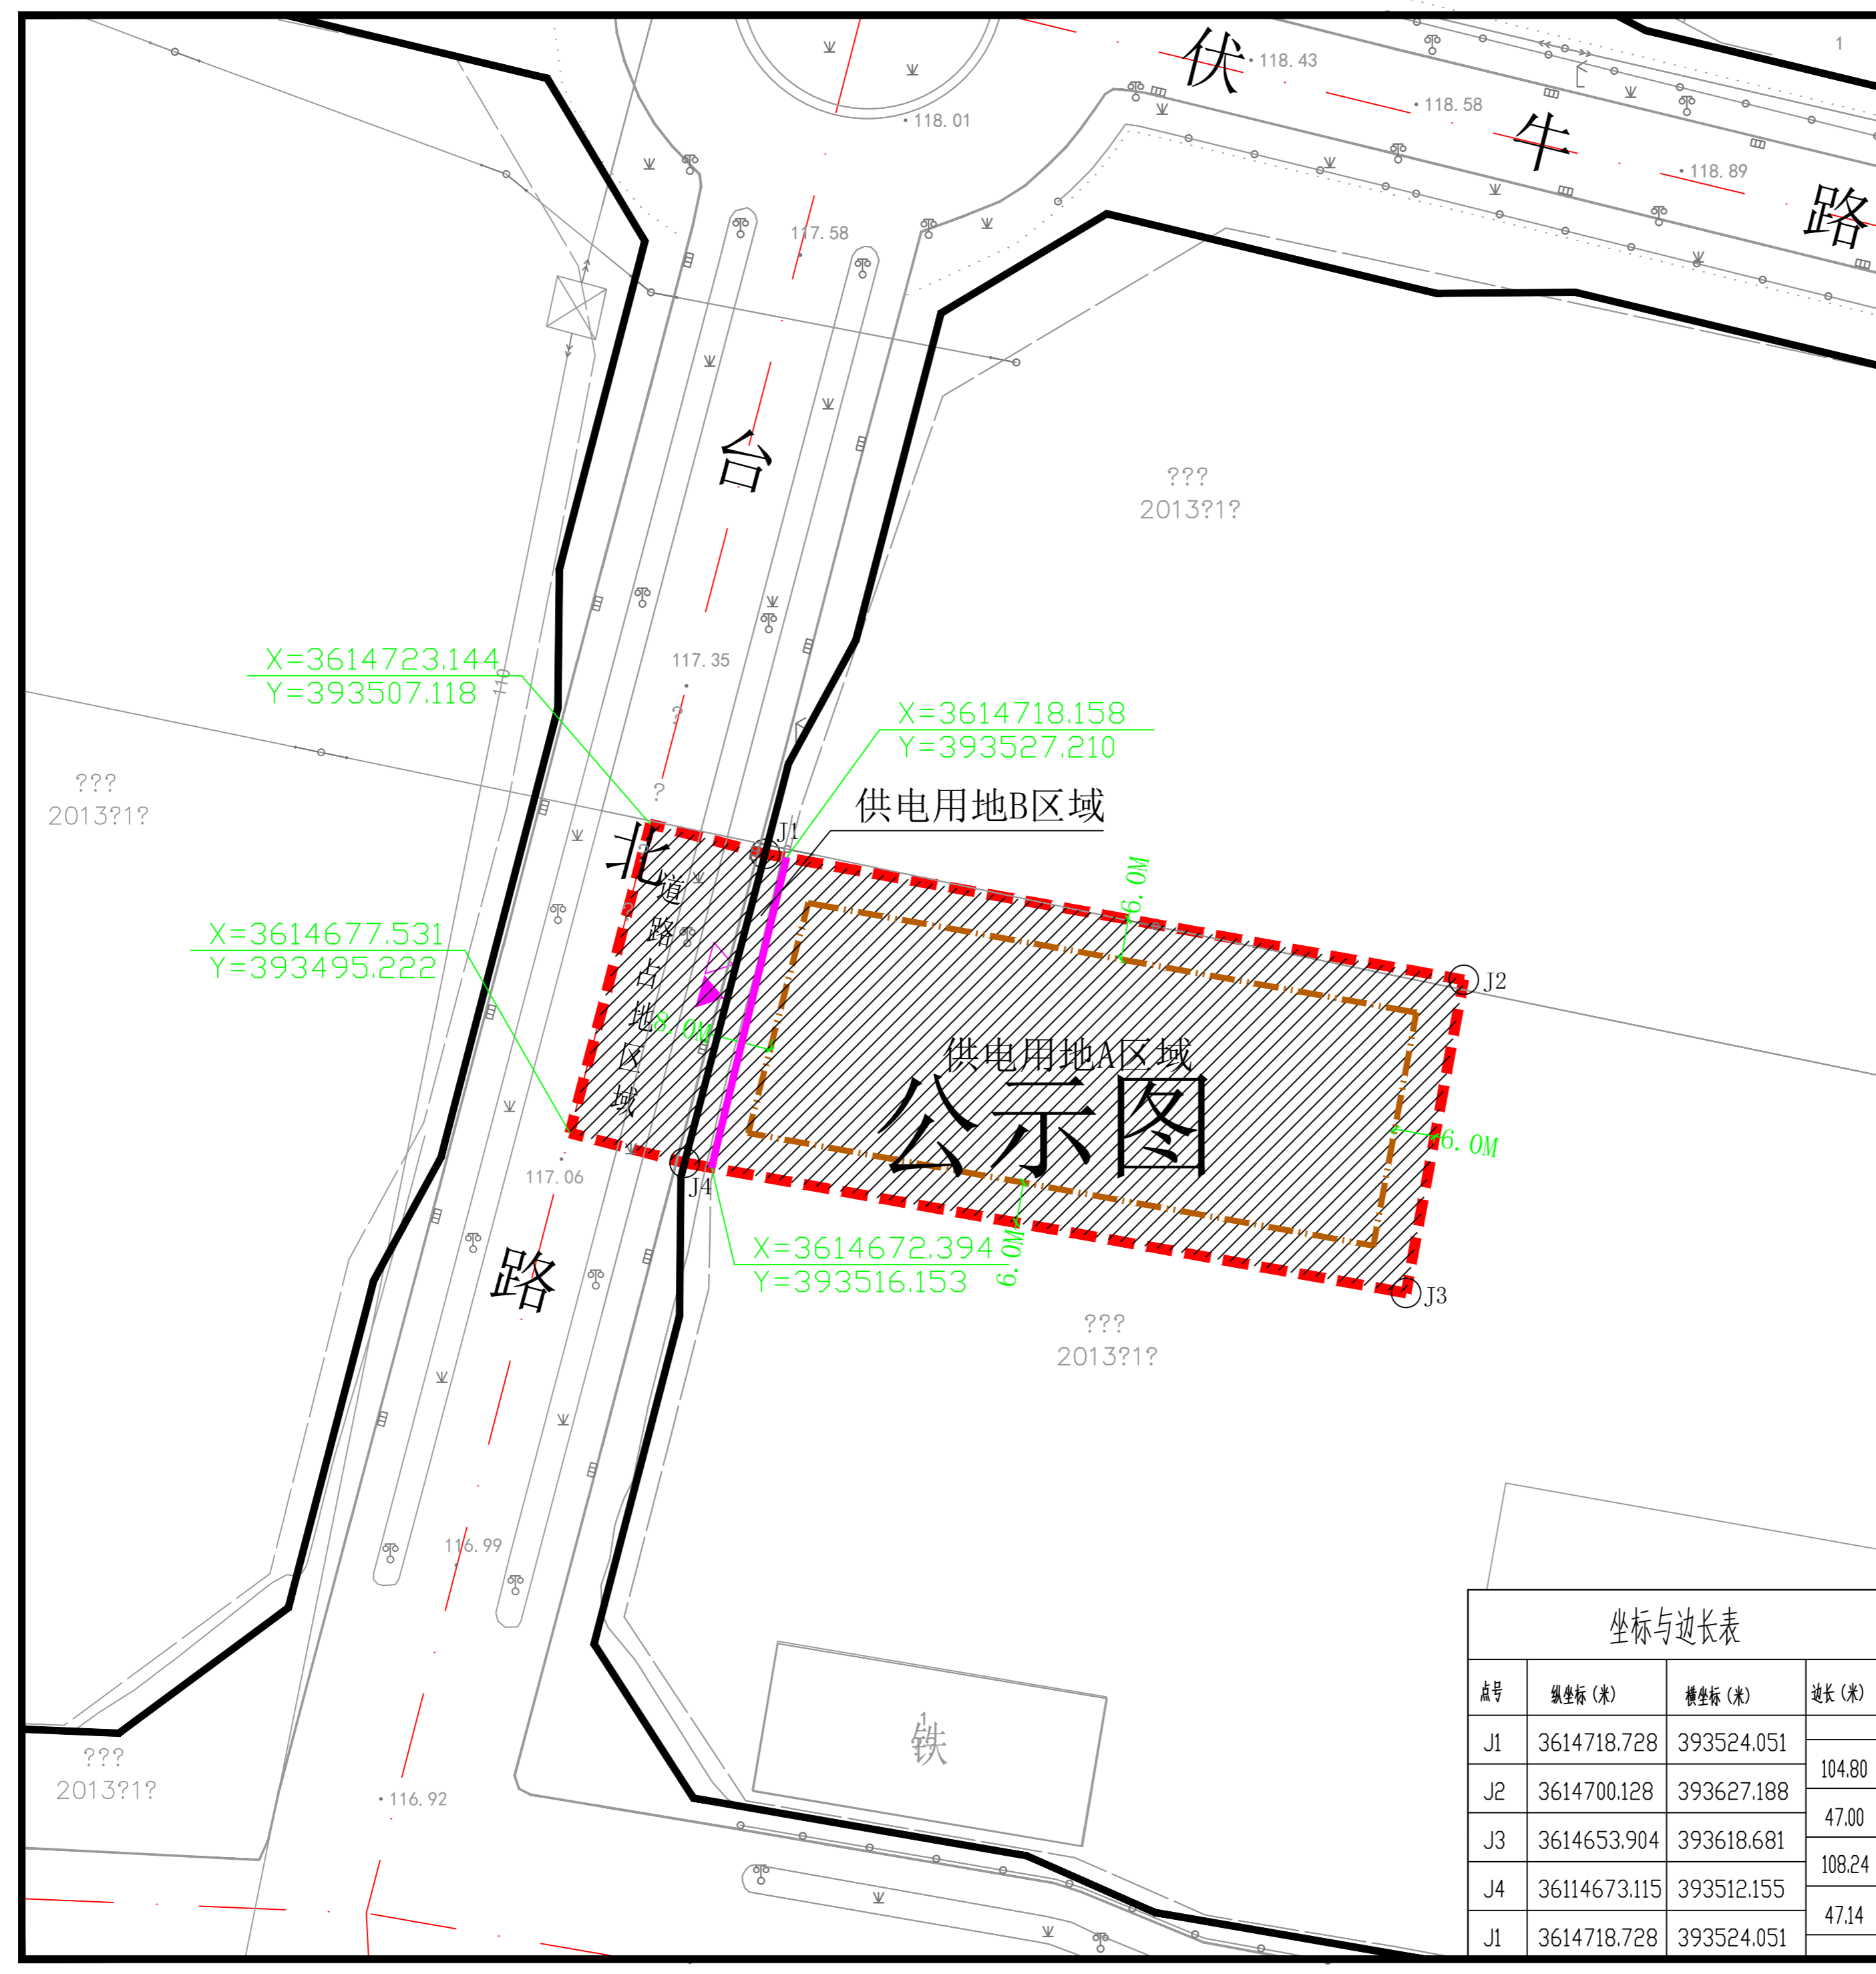 伏牛路
118.43
118.58
118.89
118.01
1
117.58
台
???
2013?1?
117.35
X=3614723.144
Y=393507.118
110
?
?
X=3614718.158
Y=393527.210
???
2013?1?
供电用地B区域
J1
北
道路占地区域
6.0M
X=3614677.531
Y=393495.222
J2
8.0M
供电用地A区域
公示图
6.0M
117.06
J4
路
X=3614672.394
Y=393516.153
6.0M
J3
???
2013?1?
116.99
铁
1
???
2013?1?
116.92
坐标与边长表
点号 纵坐标(米) 横坐标(米) 边长(米)
J1 3614718.728 393524.051
104.80
J2 3614700.128 393627.188
47.00
J3 3614653.904 393618.681
108.24
J4 36114673.115 393512.155
47.14
J1 3614718.728 393524.051